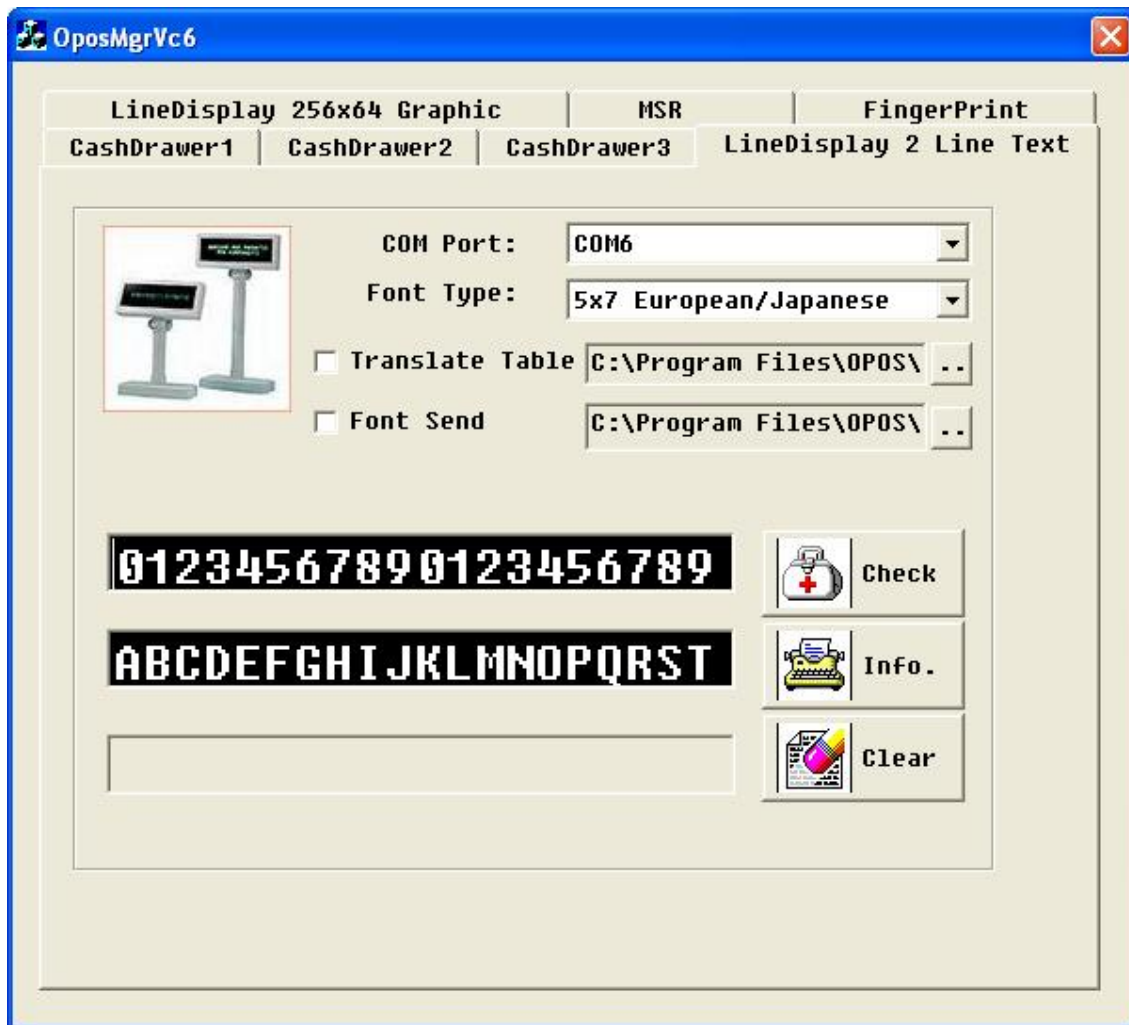 OposMgrVc6
LineDisplay 256x64 Graphic MSR FingerPrint
CashDrawer1 CashDrawer2 CashDrawer3 LineDisplay 2 Line Text
COM Port: COM6
Font Type: 5x7 European/Japanese
Translate Table C:\Program Files\OPOS\ ..
Font Send C:\Program Files\OPOS\ ..
01234567890123456789
Check
ABCDEFGHIJKLMNOPQRST
Info.
Clear